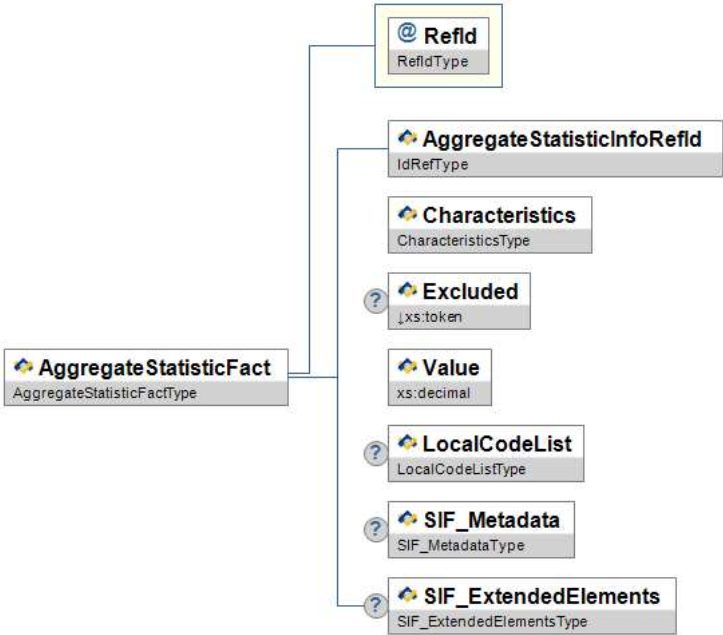 @ RefId
RefIdType
AggregateStatisticInfoRefId
IdRefType
Characteristics
CharacteristicsType
? Excluded
↓xs:token
AggregateStatisticFact
AggregateStatisticFactType
Value
xs:decimal
? LocalCodeList
LocalCodeListType
? SIF_Metadata
SIF_MetadataType
? SIF_ExtendedElements
SIF_ExtendedElementsType